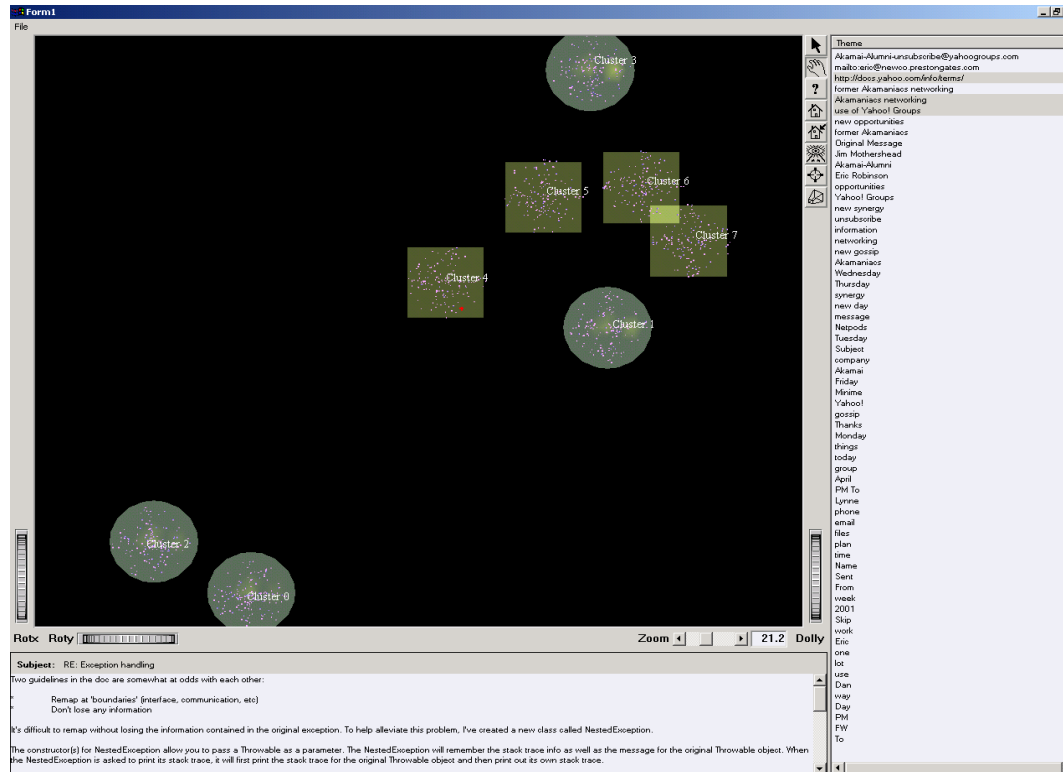 Form1
File
Cluster 3
Cluster 5
Cluster 6
Cluster 7
Cluster 4
Cluster 1
Cluster 2
Cluster 0
?
Theme
Akamai-Alumni-unsubscribe@yahoogroups.com
mailto:eric@newco.prestongates.com
http://docs.yahoo.com/info/terms/
former Akamaniacs networking
Akamaniacs networking
use of Yahoo! Groups
new opportunities
former Akamaniacs
Original Message
Jim Mothershead
Akamai-Alumni
Eric Robinson
opportunities
Yahoo! Groups
new synergy
unsubscribe
information
networking
new gossip
Akamaniacs
Wednesday
Thursday
synergy
new day
message
Netpods
Tuesday
Subject
company
Akamai
Friday
Minime
Yahoo!
gossip
Thanks
Monday
things
today
group
April
PM To
Lynne
phone
email
files
plan
time
Name
Sent
From
week
2001
Skip
work
Eric
one
lot
use
Dan
way
Day
PM
FW
To
Rotx Roty Zoom 21.2 Dolly
Subject: RE: Exception handling
Two guidelines in the doc are somewhat at odds with each other:
* Remap at 'boundaries' (interface, communication, etc)
* Don't lose any information
It's difficult to remap without losing the information contained in the original exception. To help alleviate this problem, I've created a new class called NestedException.
The constructor(s) for NestedException allow you to pass a Throwable as a parameter. The NestedException will remember the stack trace info as well as the message for the original Throwable object. When
the NestedException is asked to print its stack trace, it will first print the stack trace for the original Throwable object and then print out its own stack trace.